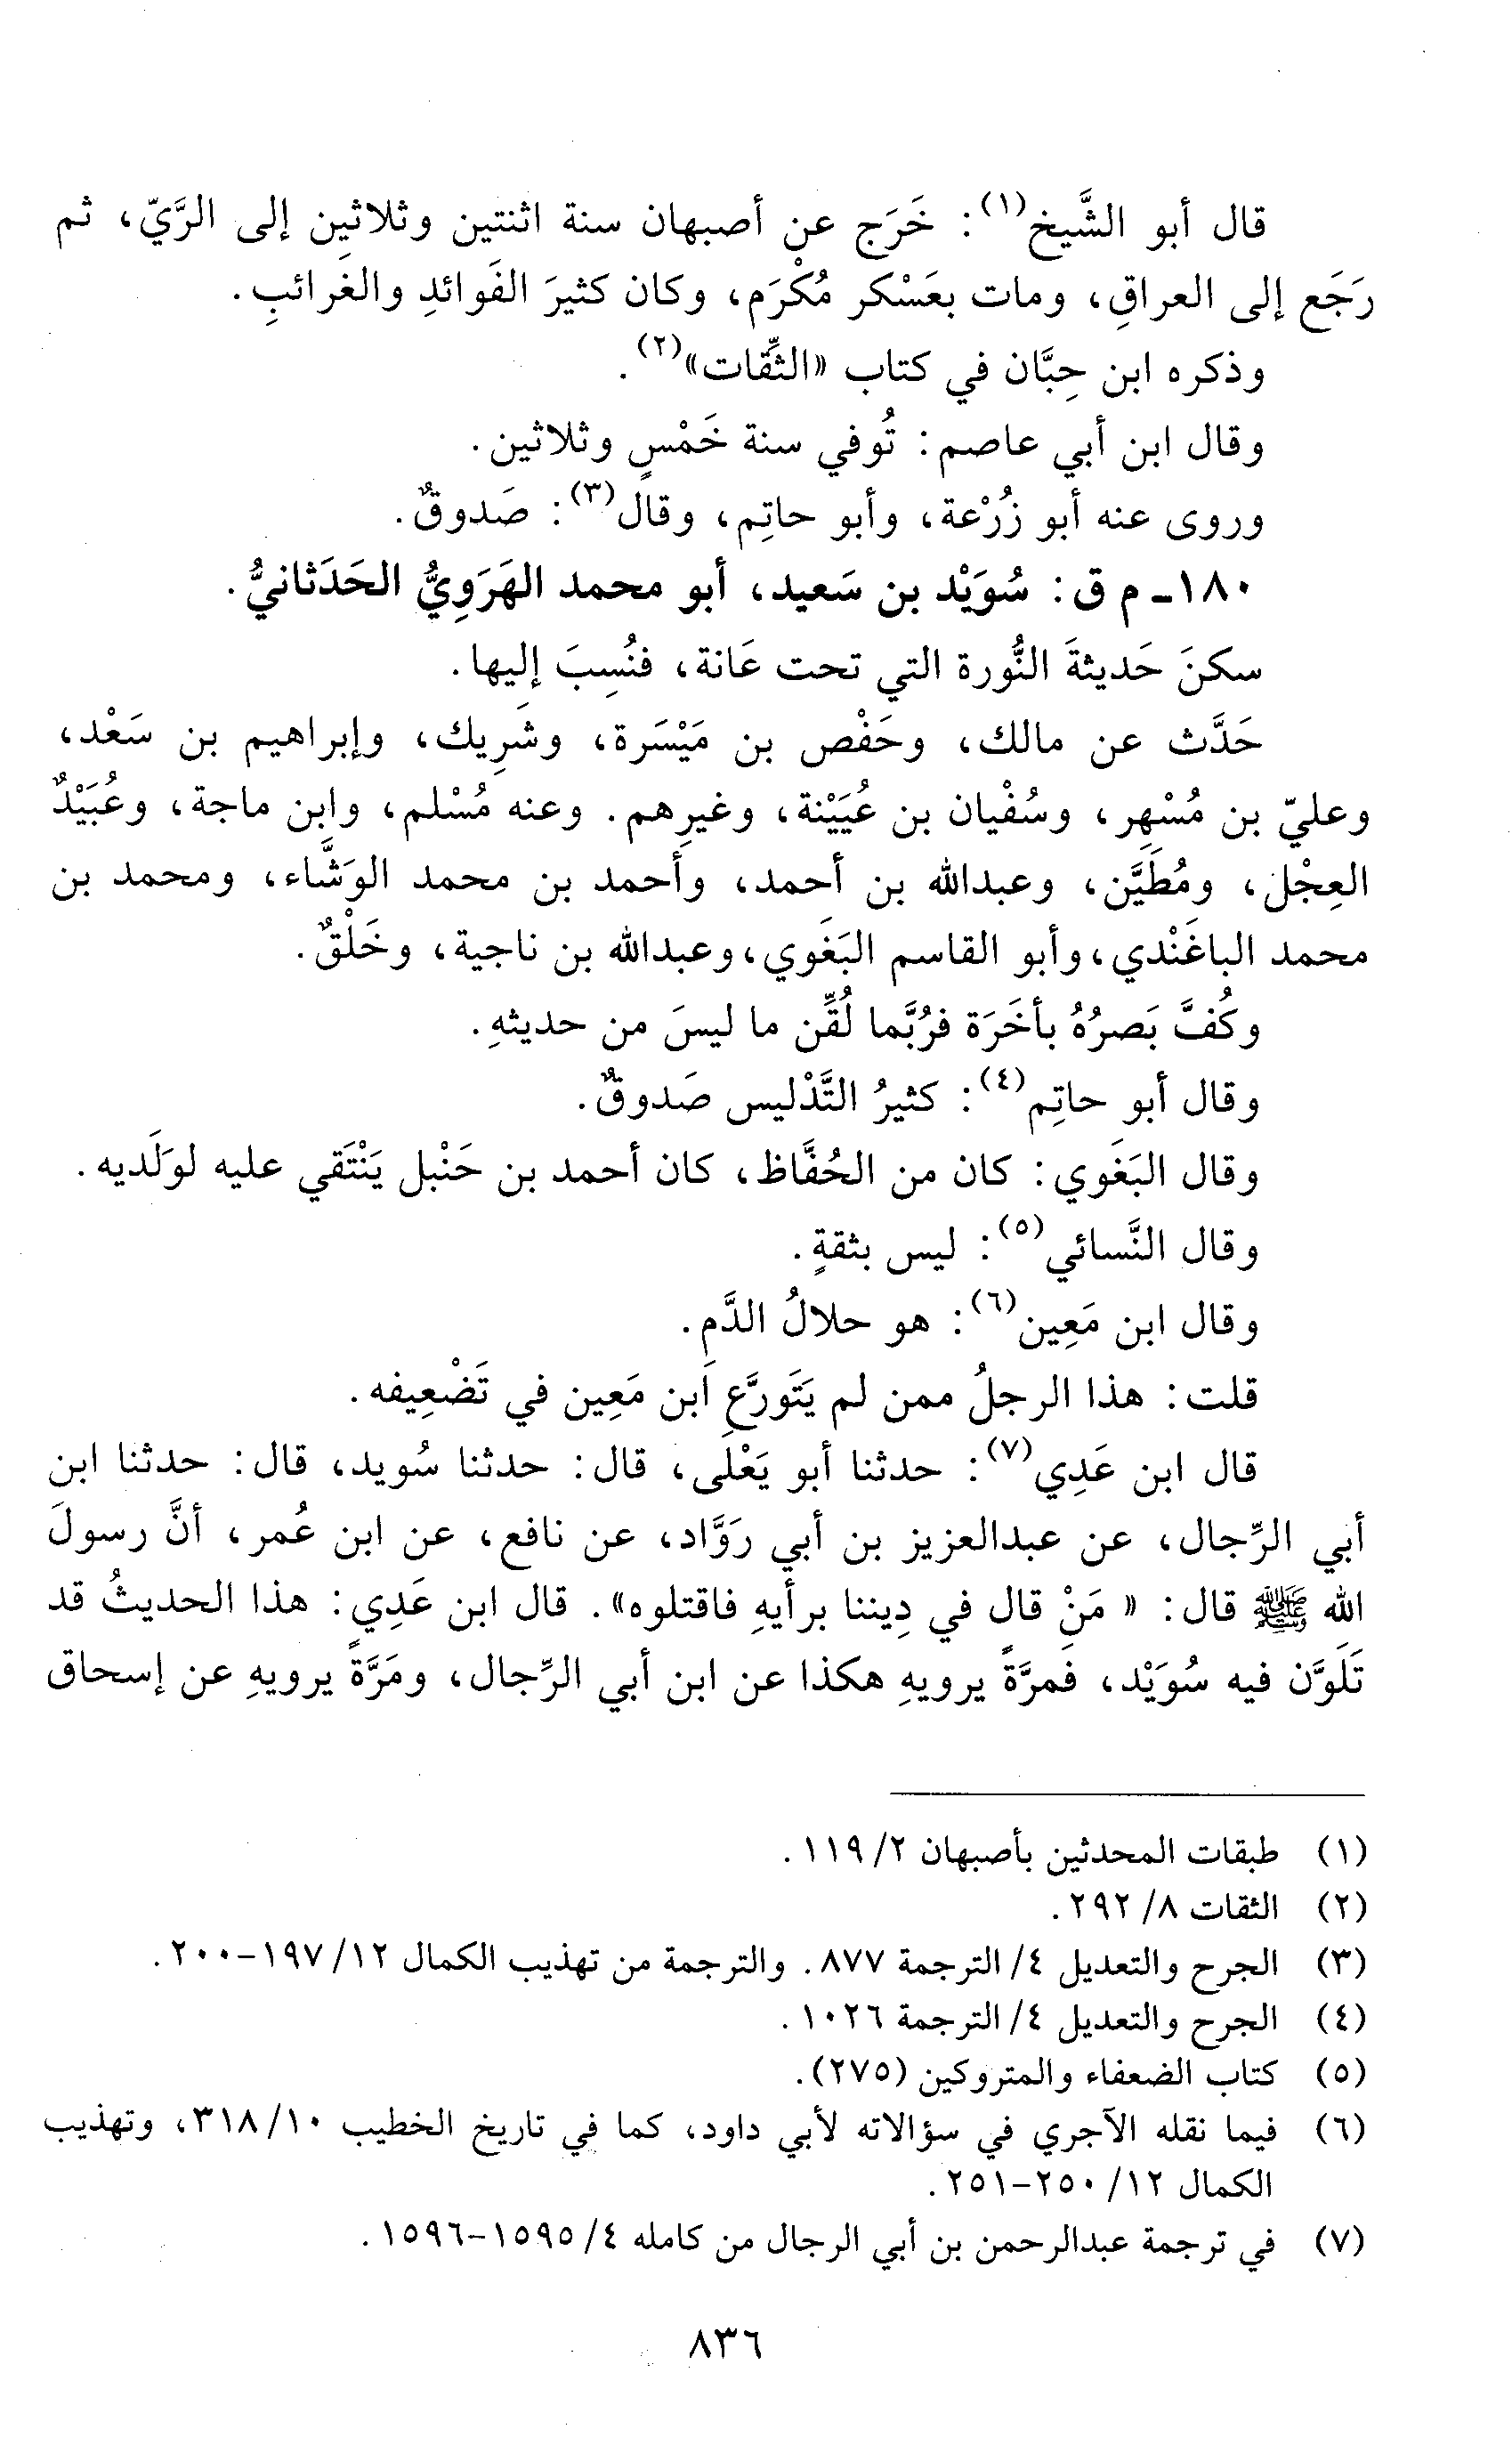 قال أبو الشَّيخ(١): خَرَج عن أصبهان سنة اثنتين وثلاثين إلى الرَّيّ، ثم
رَجَع إلى العراقِ، ومات بعَسْكر مُكْرَم، وكان كثيرَ الفَوائدِ والغَرائبِ.
وذكره ابن حِبَّان في كتاب «الثِّقات»(٢).
وقال ابن أبي عاصم: تُوفي سنة خَمْسٍ وثلاثين.
وروى عنه أبو زُرْعة، وأبو حاتِم، وقال(٣): صَدوقٌ.
١٨٠ـ م ق: سُوَيْد بن سَعيد، أبو محمد الهَرَوِيُّ الحَدَثانيُّ.
سكنَ حَديثةَ النُّورة التي تحت عَانة، فنُسِبَ إليها.
حَدَّث عن مالك، وحَفْص بن مَيْسَرة، وشَرِيك، وإبراهيم بن سَعْد،
وعليّ بن مُسْهِر، وسُفْيان بن عُيَيْنة، وغيرِهم. وعنه مُسْلم، وابن ماجة، وعُبَيْدٌ
العِجْل، ومُطَيَّن، وعبدالله بن أحمد، وأحمد بن محمد الوَشَّاء، ومحمد بن
محمد الباغَنْدي، وأبو القاسم البَغَوي، وعبدالله بن ناجية، وخَلْقٌ.
وكُفَّ بَصرُهُ بأخَرَة فرُبَّما لُقِّن ما ليسَ من حديثهِ.
وقال أبو حاتِم(٤): كثيرُ التَّدْليس صَدوقٌ.
وقال البَغَوي: كان من الحُفَّاظ، كان أحمد بن حَنْبل يَنْتَقي عليه لولَديه.
وقال النَّسائي(٥): ليس بثقةٍ.
وقال ابن مَعِين(٦): هو حلالُ الدَّمِ.
قلت: هذا الرجلُ ممن لم يَتَورَّعِ ابن مَعِين في تَضْعِيفه.
قال ابن عَدِي(٧): حدثنا أبو يَعْلَى، قال: حدثنا سُويد، قال: حدثنا ابن
أبي الرِّجال، عن عبدالعزيز بن أبي رَوَّاد، عن نافع، عن ابن عُمر، أنَّ رسولَ
الله ﷺ قال: « مَنْ قال في دِيننا برأيهِ فاقتلوه». قال ابن عَدِي: هذا الحديثُ قد
تَلَوَّن فيه سُوَيْد، فَمرَّةً يرويهِ هكذا عن ابن أبي الرِّجال، ومَرَّةً يرويهِ عن إسحاق
(١) طبقات المحدثين بأصبهان ٢/ ١١٩.
(٢) الثقات ٨/ ٢٩٢.
(٣) الجرح والتعديل ٤/ الترجمة ٨٧٧. والترجمة من تهذيب الكمال ١٢/ ١٩٧-٢٠٠.
(٤) الجرح والتعديل ٤/ الترجمة ١٠٢٦.
(٥) كتاب الضعفاء والمتروكين (٢٧٥).
(٦) فيما نقله الآجري في سؤالاته لأبي داود، كما في تاريخ الخطيب ١٠/ ٣١٨، وتهذيب
الكمال ١٢/ ٢٥٠-٢٥١.
(٧) في ترجمة عبدالرحمن بن أبي الرجال من كامله ٤/ ١٥٩٥-١٥٩٦.
٨٣٦